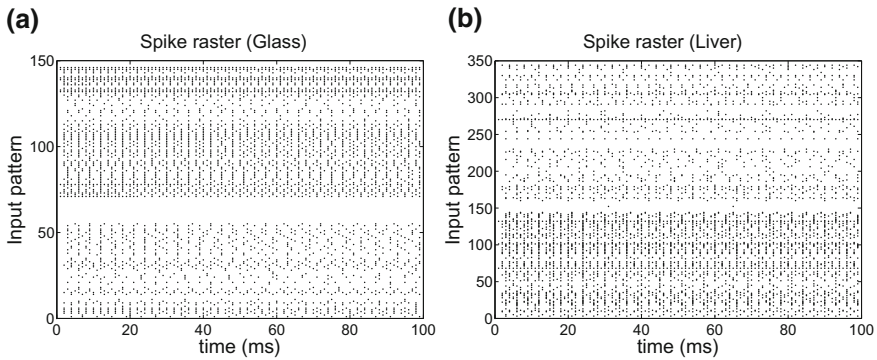 (a)
Spike raster (Glass)
Input pattern
150
100
50
0
0 20 40 60 80 100
time (ms)
(b)
Spike raster (Liver)
Input pattern
350
300
250
200
150
100
50
0
0 20 40 60 80 100
time (ms)